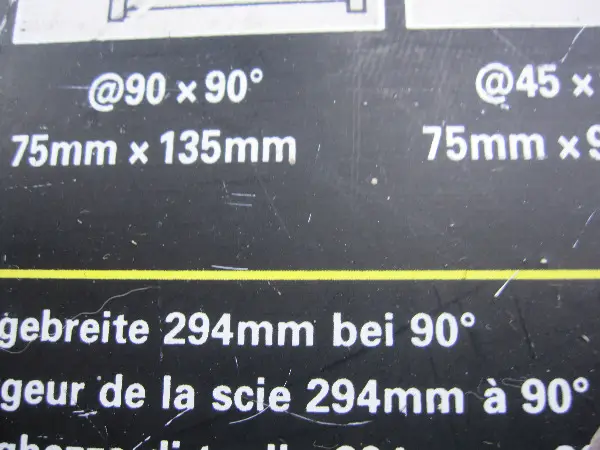 @90 x 90°
@45 x
75mm x 135mm
75mm x 9
gebreite 294mm bei 90°
geur de la scie 294mm à 90°